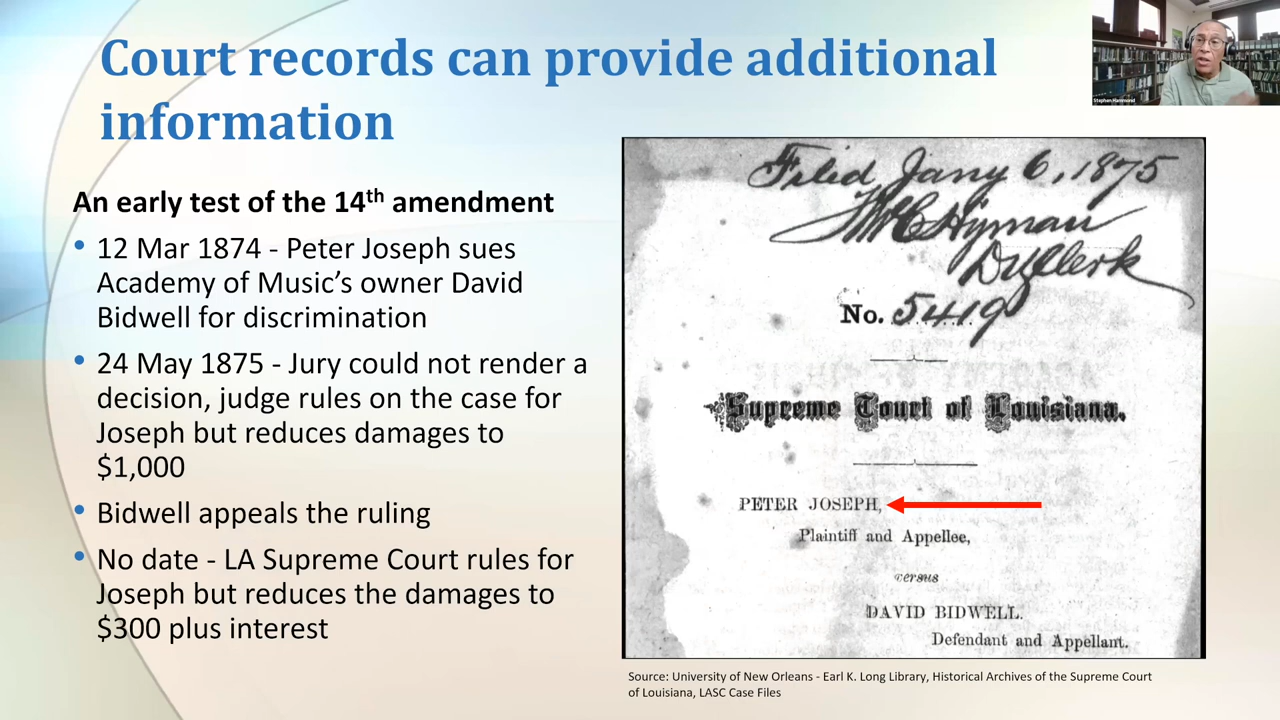 Court records can provide additional
information
Stephen Hammond
An early test of the 14th amendment
• 12 Mar 1874 - Peter Joseph sues
Academy of Music’s owner David
Bidwell for discrimination
• 24 May 1875 - Jury could not render a
decision, judge rules on the case for
Joseph but reduces damages to
$1,000
• Bidwell appeals the ruling
• No date - LA Supreme Court rules for
Joseph but reduces the damages to
$300 plus interest
Filed Jany 6, 1875
Hyman
Dy Clerk
No. 5419
Supreme Court of Louisiana.
PETER JOSEPH,
Plaintiff and Appellee,
versus
DAVID BIDWELL.
Defendant and Appellant.
Source: University of New Orleans - Earl K. Long Library, Historical Archives of the Supreme Court
of Louisiana, LASC Case Files